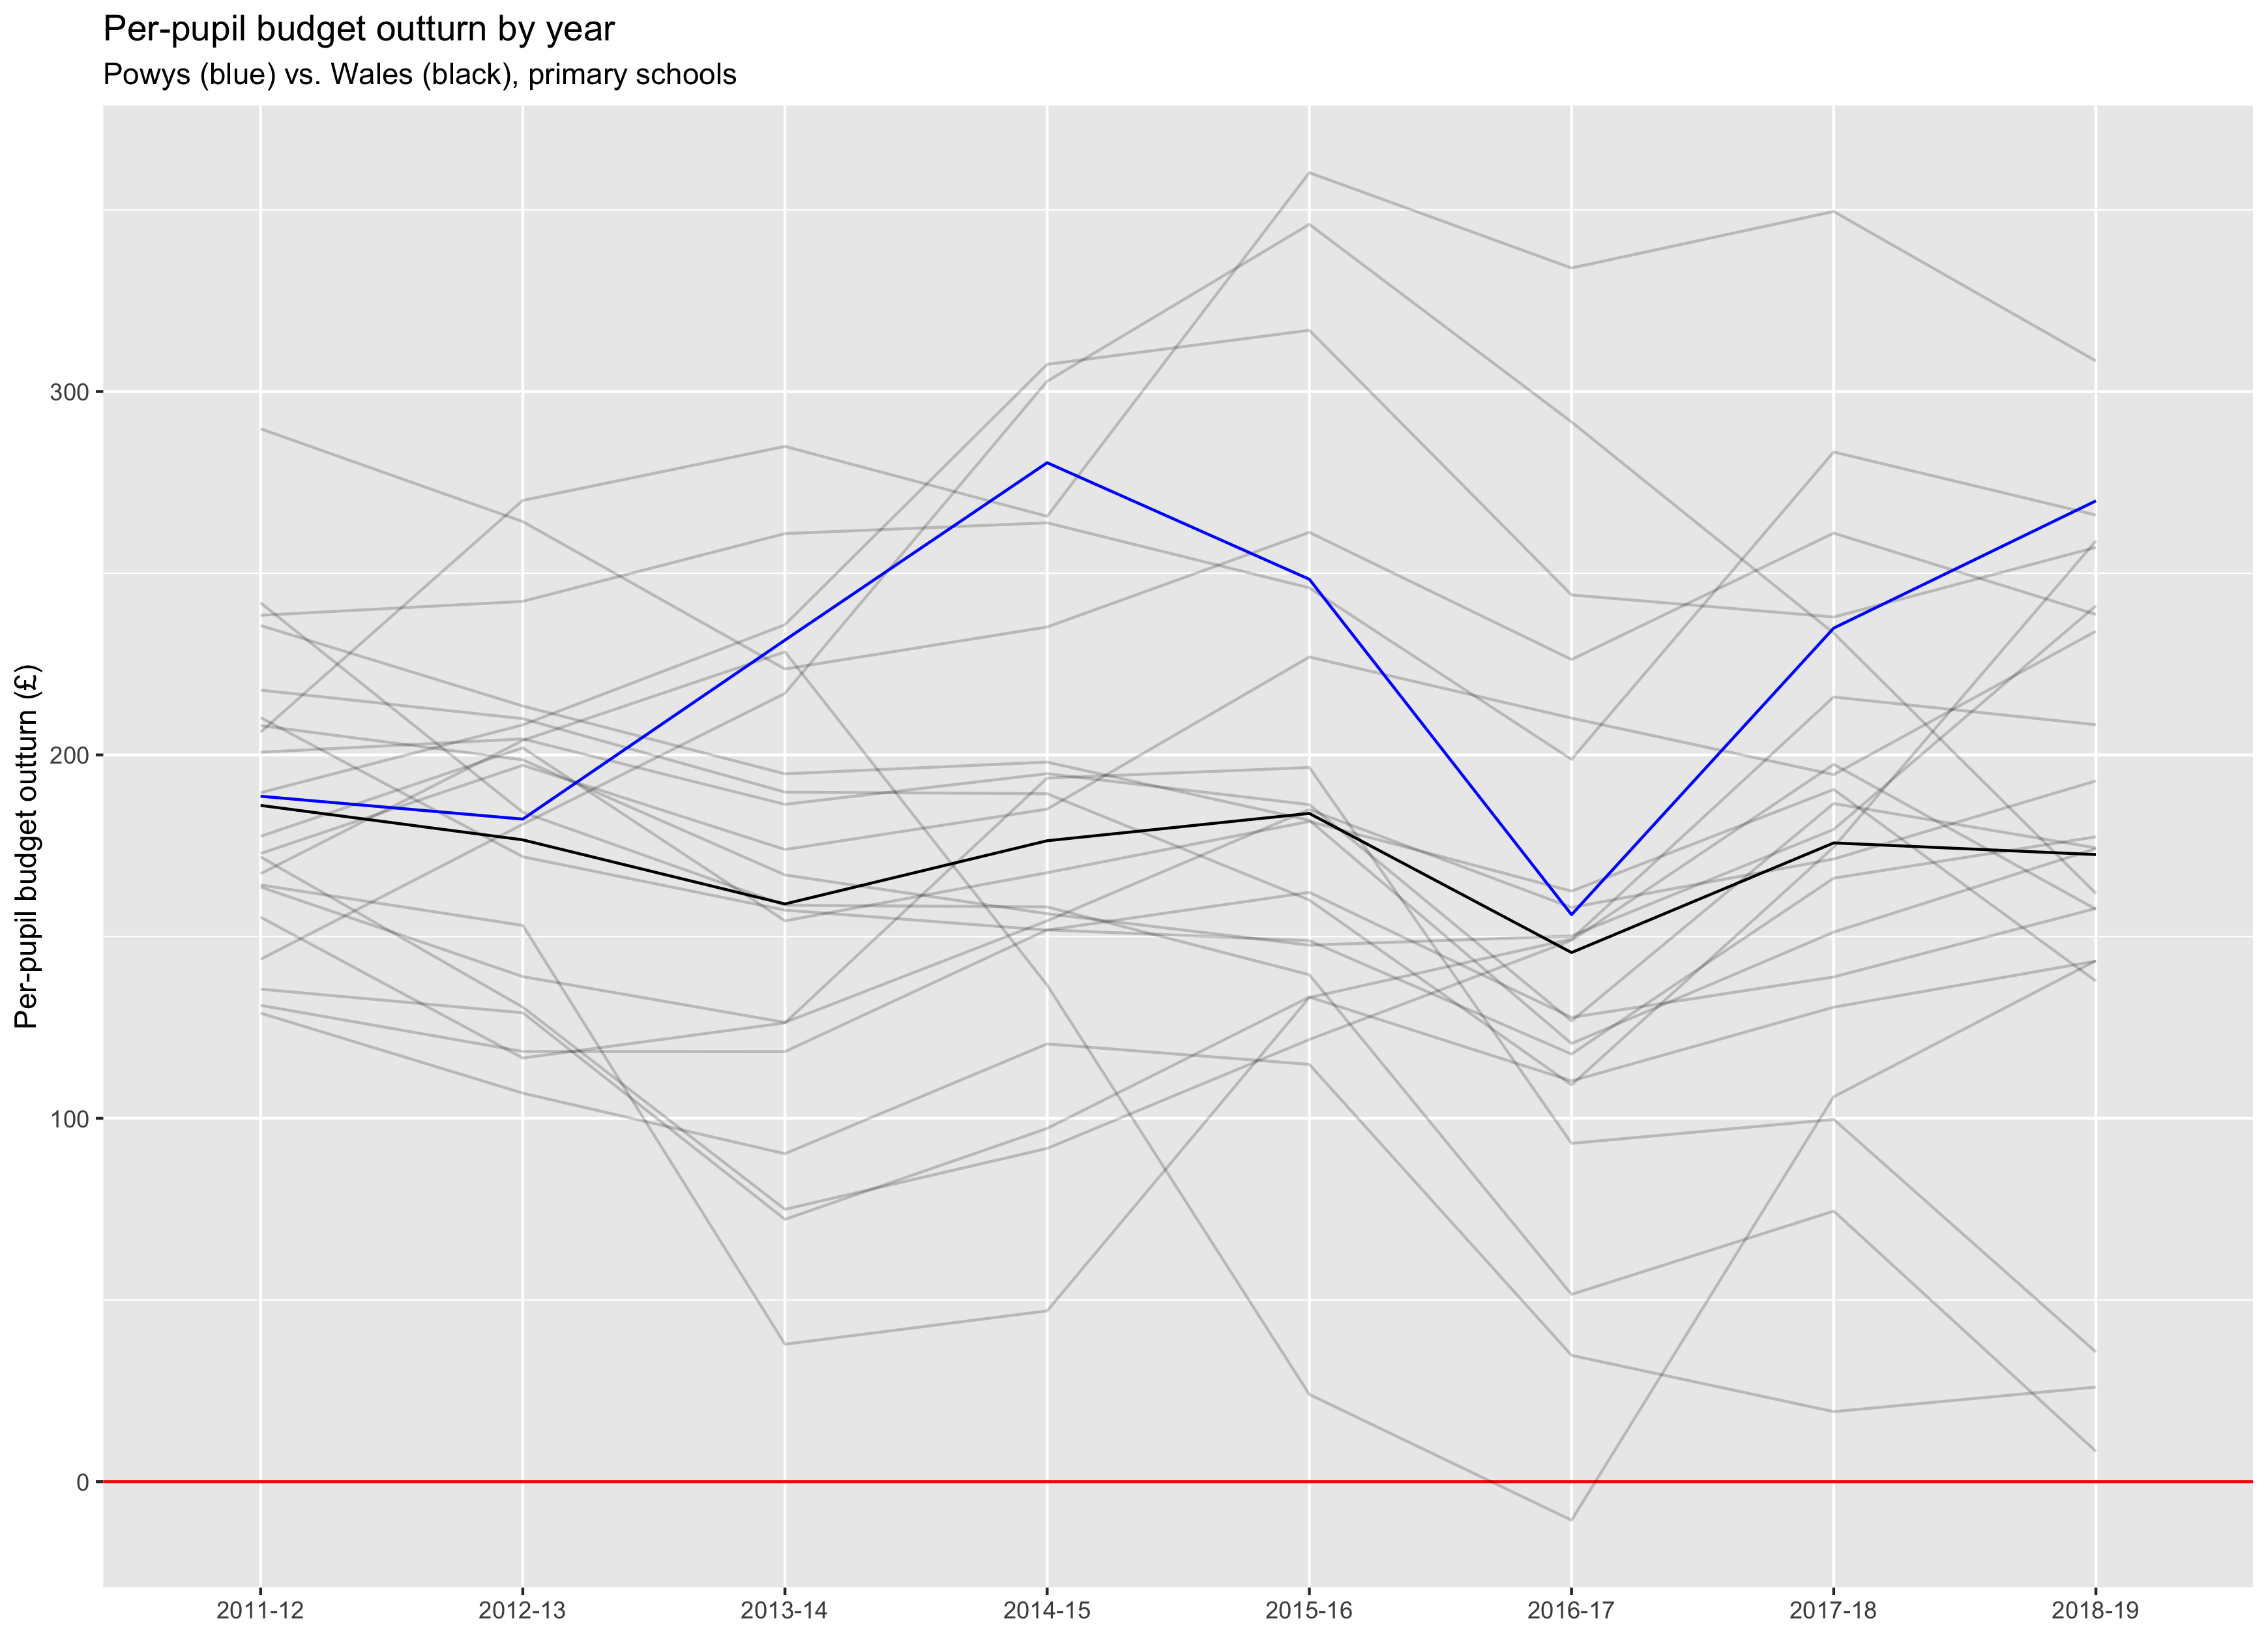 Per-pupil budget outturn by year
Powys (blue) vs. Wales (black), primary schools
Per-pupil budget outturn (£)
300
200
100
0
2011-12 2012-13 2013-14 2014-15 2015-16 2016-17 2017-18 2018-19